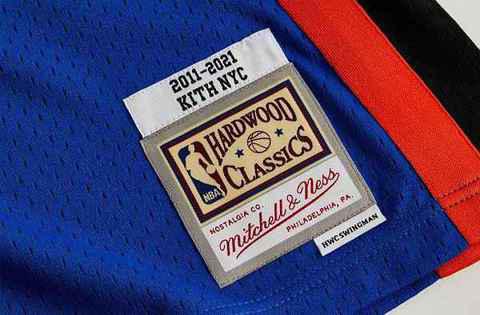 2011-2021
KITH NYC
HARDWOOD
NBA
CLASSICS
NOSTALGIA CO.
Mitchell & Ness
PHILADELPHIA, PA.
HWC SWINGMAN